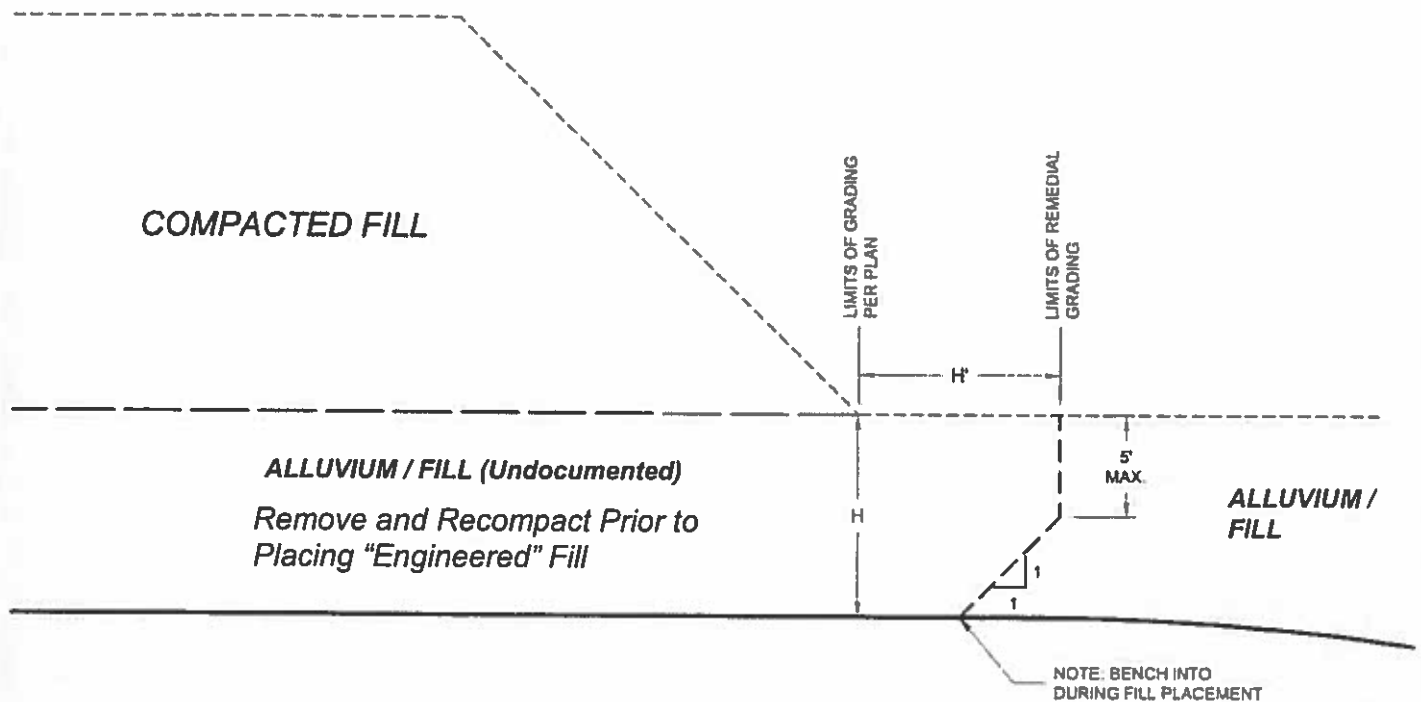 COMPACTED FILL
LIMITS OF GRADING
PER PLAN
LIMITS OF REMEDIAL
GRADING
H'
ALLUVIUM / FILL (Undocumented)
Remove and Recompact Prior to
Placing "Engineered" Fill
H
5'
MAX.
ALLUVIUM /
FILL
1
1
NOTE: BENCH INTO
DURING FILL PLACEMENT